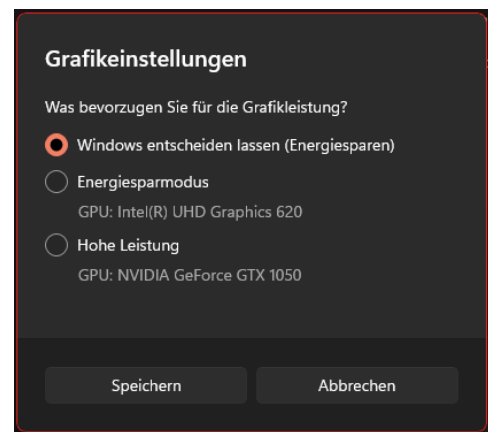 Grafikeinstellungen
Was bevorzugen Sie für die Grafikleistung?
Windows entscheiden lassen (Energiesparen)
Energiesparmodus
GPU: Intel(R) UHD Graphics 620
Hohe Leistung
GPU: NVIDIA GeForce GTX 1050
Speichern
Abbrechen